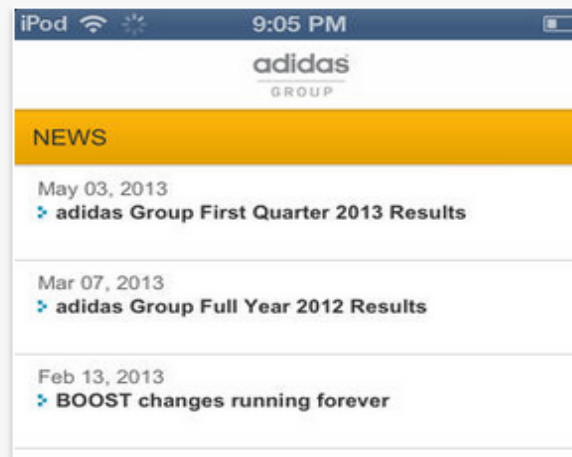 iPod 9:05 PM
adidas
GROUP
NEWS
May 03, 2013
adidas Group First Quarter 2013 Results
Mar 07, 2013
adidas Group Full Year 2012 Results
Feb 13, 2013
BOOST changes running forever